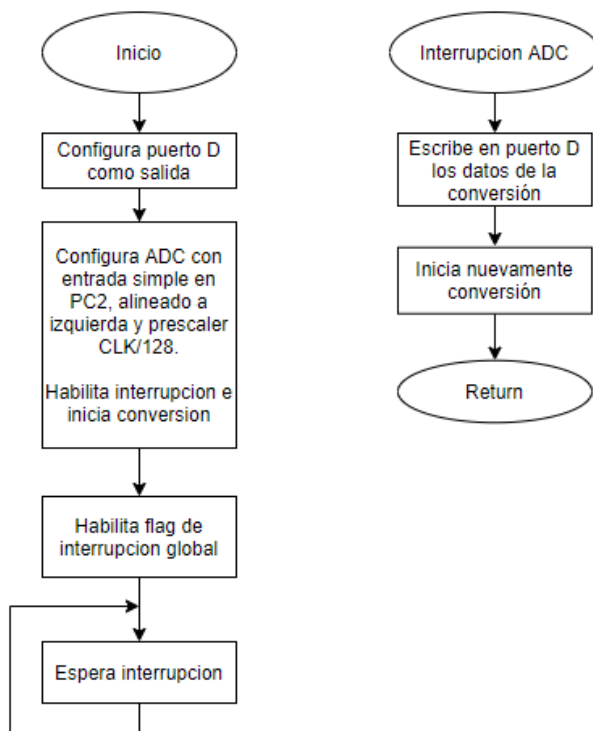 Inicio
Configura puerto D
como salida
Configura ADC con
entrada simple en
PC2, alineado a
izquierda y prescaler
CLK/128.
Habilita interrupcion e
inicia conversion
Habilita flag de
interrupcion global
Espera interrupcion
Interrupcion ADC
Escribe en puerto D
los datos de la
conversión
Inicia nuevamente
conversión
Return